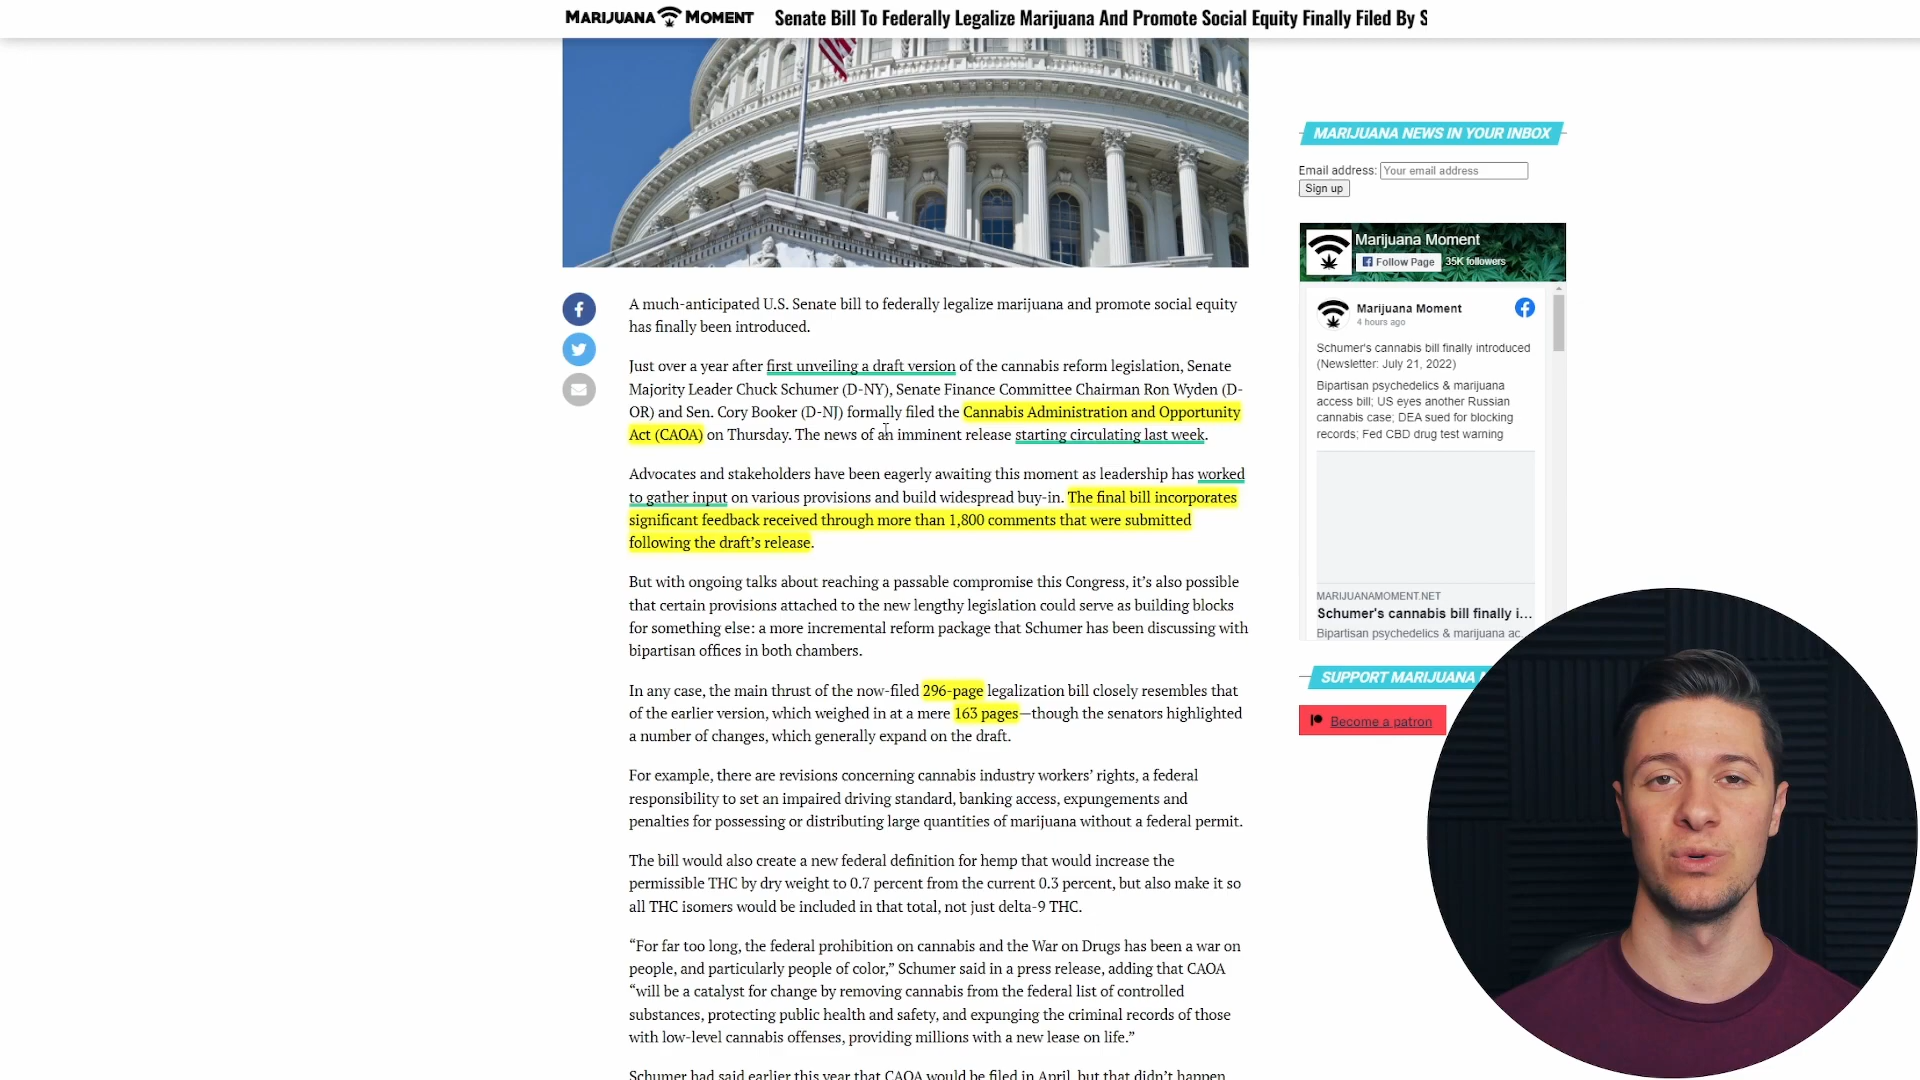 MARIJUANA MOMENT
Senate Bill To Federally Legalize Marijuana And Promote Social Equity Finally Filed By S
A much-anticipated U.S. Senate bill to federally legalize marijuana and promote social equity
has finally been introduced.
Just over a year after first unveiling a draft version of the cannabis reform legislation, Senate
Majority Leader Chuck Schumer (D-NY), Senate Finance Committee Chairman Ron Wyden (D-
OR) and Sen. Cory Booker (D-NJ) formally filed the Cannabis Administration and Opportunity
Act (CAOA) on Thursday. The news of an imminent release starting circulating last week.
Advocates and stakeholders have been eagerly awaiting this moment as leadership has worked
to gather input on various provisions and build widespread buy-in. The final bill incorporates
significant feedback received through more than 1,800 comments that were submitted
following the draft’s release.
But with ongoing talks about reaching a passable compromise this Congress, it’s also possible
that certain provisions attached to the new lengthy legislation could serve as building blocks
for something else: a more incremental reform package that Schumer has been discussing with
bipartisan offices in both chambers.
In any case, the main thrust of the now-filed 296-page legalization bill closely resembles that
of the earlier version, which weighed in at a mere 163 pages—though the senators highlighted
a number of changes, which generally expand on the draft.
For example, there are revisions concerning cannabis industry workers’ rights, a federal
responsibility to set an impaired driving standard, banking access, expungements and
penalties for possessing or distributing large quantities of marijuana without a federal permit.
The bill would also create a new federal definition for hemp that would increase the
permissible THC by dry weight to 0.7 percent from the current 0.3 percent, but also make it so
all THC isomers would be included in that total, not just delta-9 THC.
“For far too long, the federal prohibition on cannabis and the War on Drugs has been a war on
people, and particularly people of color,” Schumer said in a press release, adding that CAOA
“will be a catalyst for change by removing cannabis from the federal list of controlled
substances, protecting public health and safety, and expunging the criminal records of those
with low-level cannabis offenses, providing millions with a new lease on life.”
Schumer had said earlier this year that CAOA would be filed in April, but that didn’t happen
MARIJUANA NEWS IN YOUR INBOX
Email address: Your email address
Sign up
Marijuana Moment
Follow Page 35K followers
Marijuana Moment
4 hours ago
Schumer's cannabis bill finally introduced
(Newsletter: July 21, 2022)
Bipartisan psychedelics & marijuana
access bill; US eyes another Russian
cannabis case; DEA sued for blocking
records; Fed CBD drug test warning
MARIJUANAMOMENT.NET
Schumer's cannabis bill finally i...
Bipartisan psychedelics & marijuana ac...
SUPPORT MARIJUANA
Become a patron